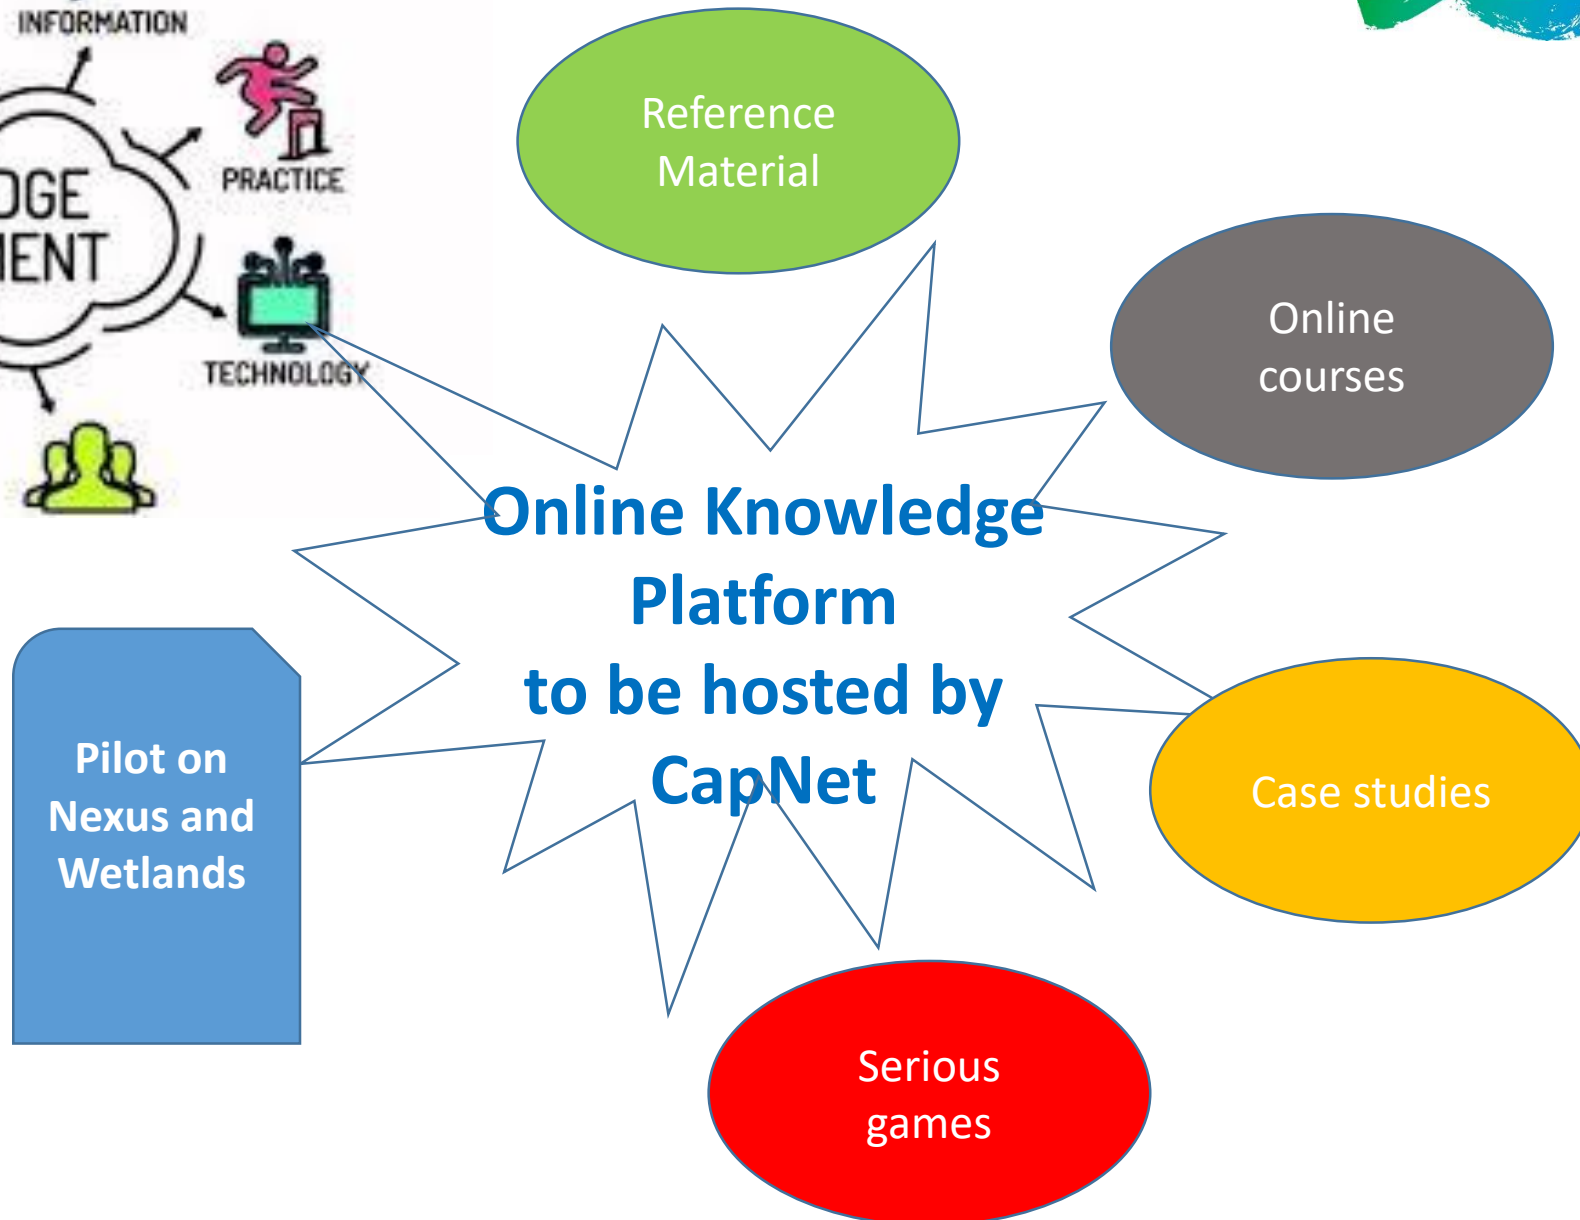 INFORMATION
PRACTICE
DGE
MENT
TECHNOLOGY
Reference
Material
Online
courses
Online Knowledge
Platform
to be hosted by
CapNet
Pilot on
Nexus and
Wetlands
Case studies
Serious
games